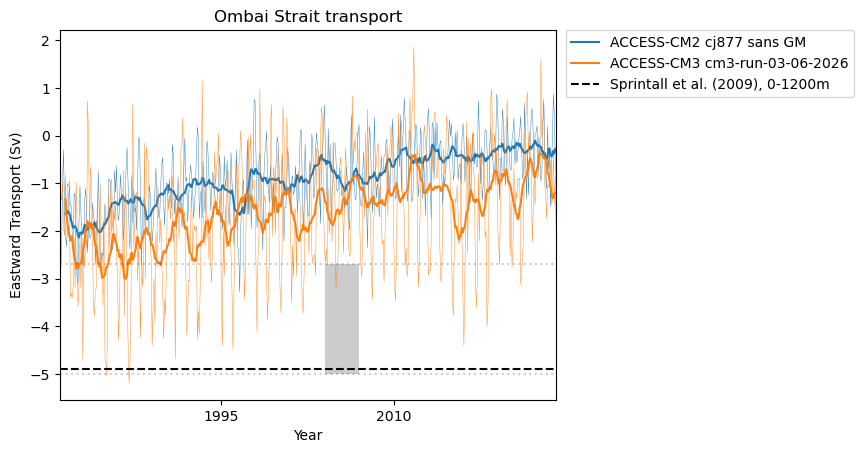 Ombai Strait transport
ACCESS-CM2 cj877 sans GM
ACCESS-CM3 cm3-run-03-06-2026
Sprintall et al. (2009), 0-1200m
Eastward Transport (Sv)
2
1
0
−1
−2
−3
−4
−5
1995
2010
Year